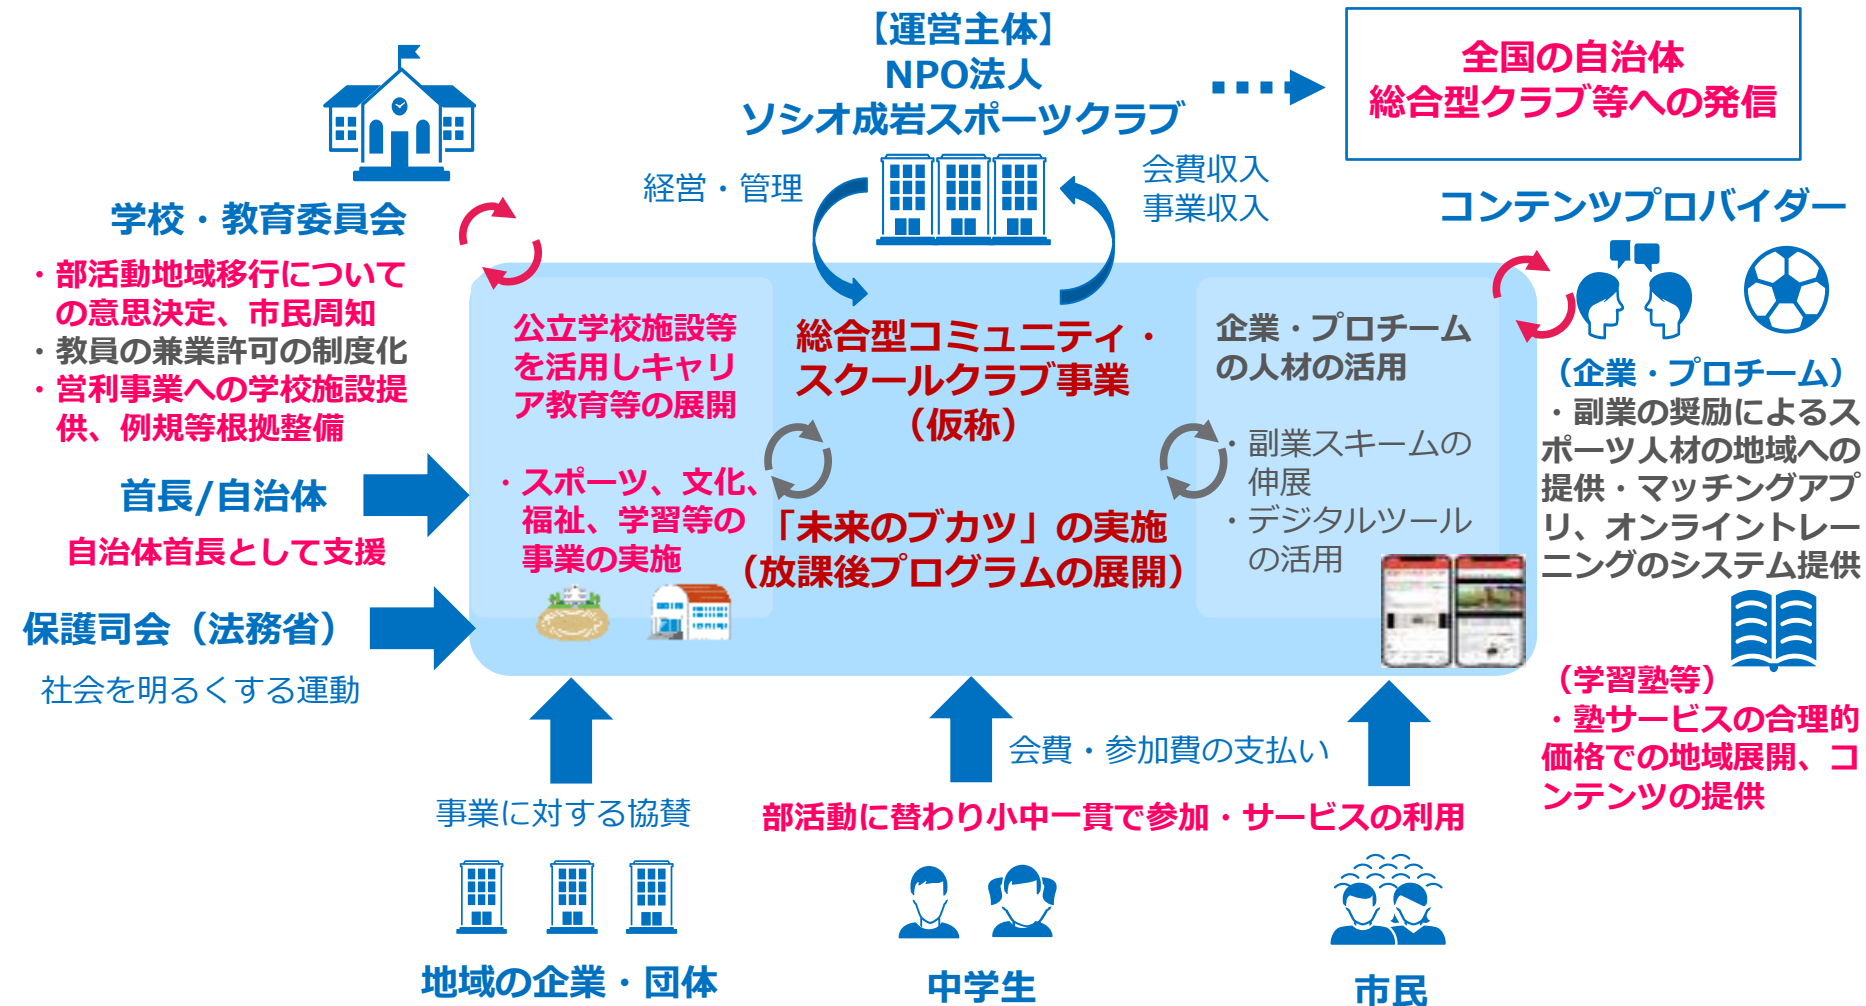 【運営主体】
NPO法人
ソシオ成岩スポーツクラブ
全国の自治体
総合型クラブ等への発信
経営・管理
会費収入
事業収入
学校・教育委員会
・部活動地域移行について
の意思決定、市民周知
・教員の兼業許可の制度化
・営利事業への学校施設提
供、例規等根拠整備
首長/自治体
自治体首長として支援
保護司会（法務省）
社会を明るくする運動
公立学校施設等
を活用しキャリ
ア教育等の展開
・スポーツ、文化、
福祉、学習等の
事業の実施
総合型コミュニティ・
スクールクラブ事業
（仮称）
「未来のブカツ」の実施
（放課後プログラムの展開）
企業・プロチーム
の人材の活用
・副業スキームの
伸展
・デジタルツール
の活用
コンテンツプロバイダー
（企業・プロチーム）
・副業の奨励によるス
ポーツ人材の地域への
提供・マッチングアプ
リ、オンライントレー
ニングのシステム提供
（学習塾等）
・塾サービスの合理的
価格での地域展開、コ
ンテンツの提供
事業に対する協賛
会費・参加費の支払い
部活動に替わり小中一貫で参加・サービスの利用
地域の企業・団体
中学生
市民